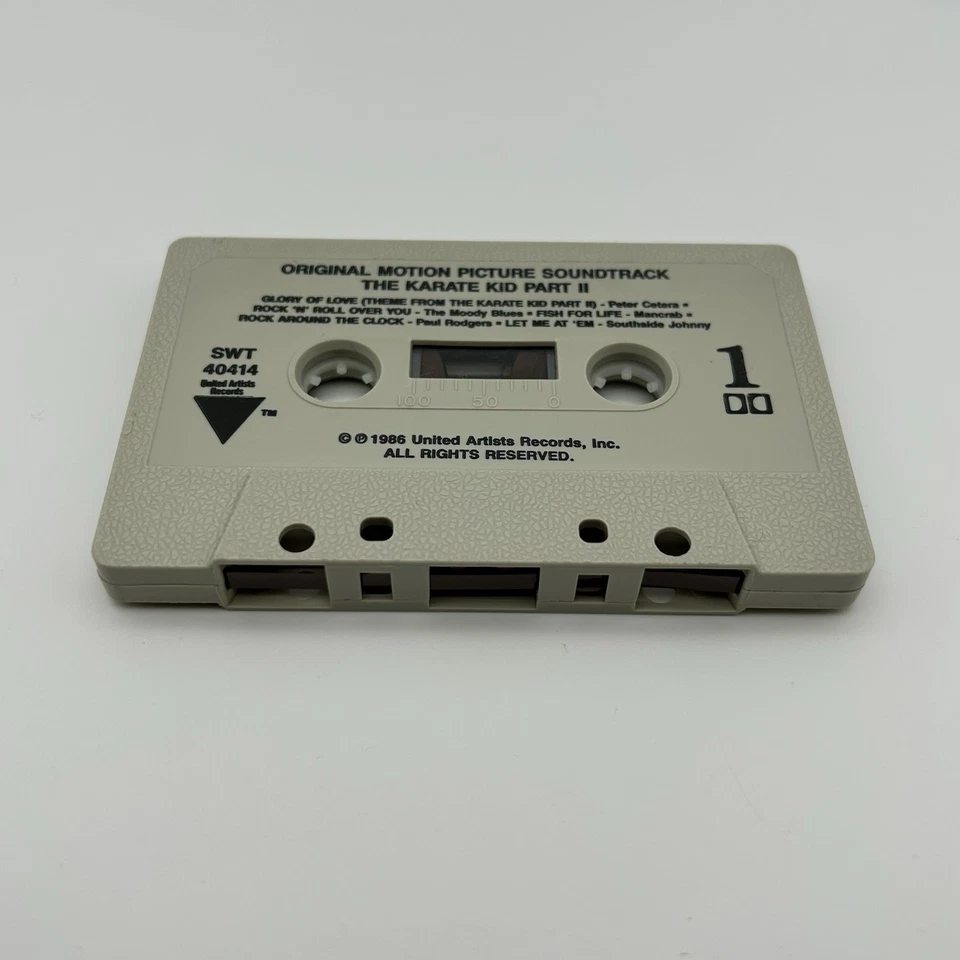 ORIGINAL MOTION PICTURE SOUNDTRACK
THE KARATE KID PART II
GLORY OF LOVE (THEME FROM THE KARATE KID PART II) - Peter Cetera •
ROCK 'N' ROLL OVER YOU - The Moody Blues • FISH FOR LIFE - Mancrab •
ROCK AROUND THE CLOCK - Paul Rodgers • LET ME AT 'EM - Southside Johnny
SWT
40414
United Artists
Records
TM
1
100 50 0
© ℗ 1986 United Artists Records, Inc.
ALL RIGHTS RESERVED.